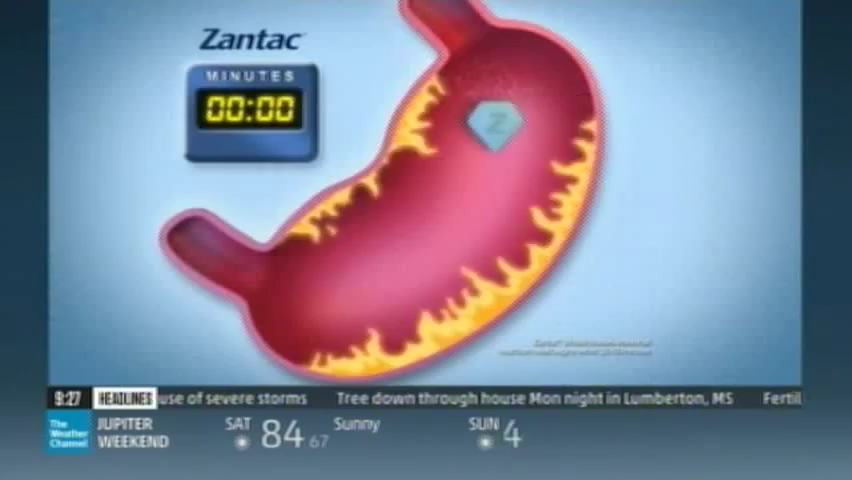 Zantac
MINUTES
00:00
Z
9:27 HEADLINES use of severe storms Tree down through house Mon night in Lumberton, MS Fertil
The Weather Channel
JUPITER WEEKEND
SAT 84 67 Sunny
SUN 4